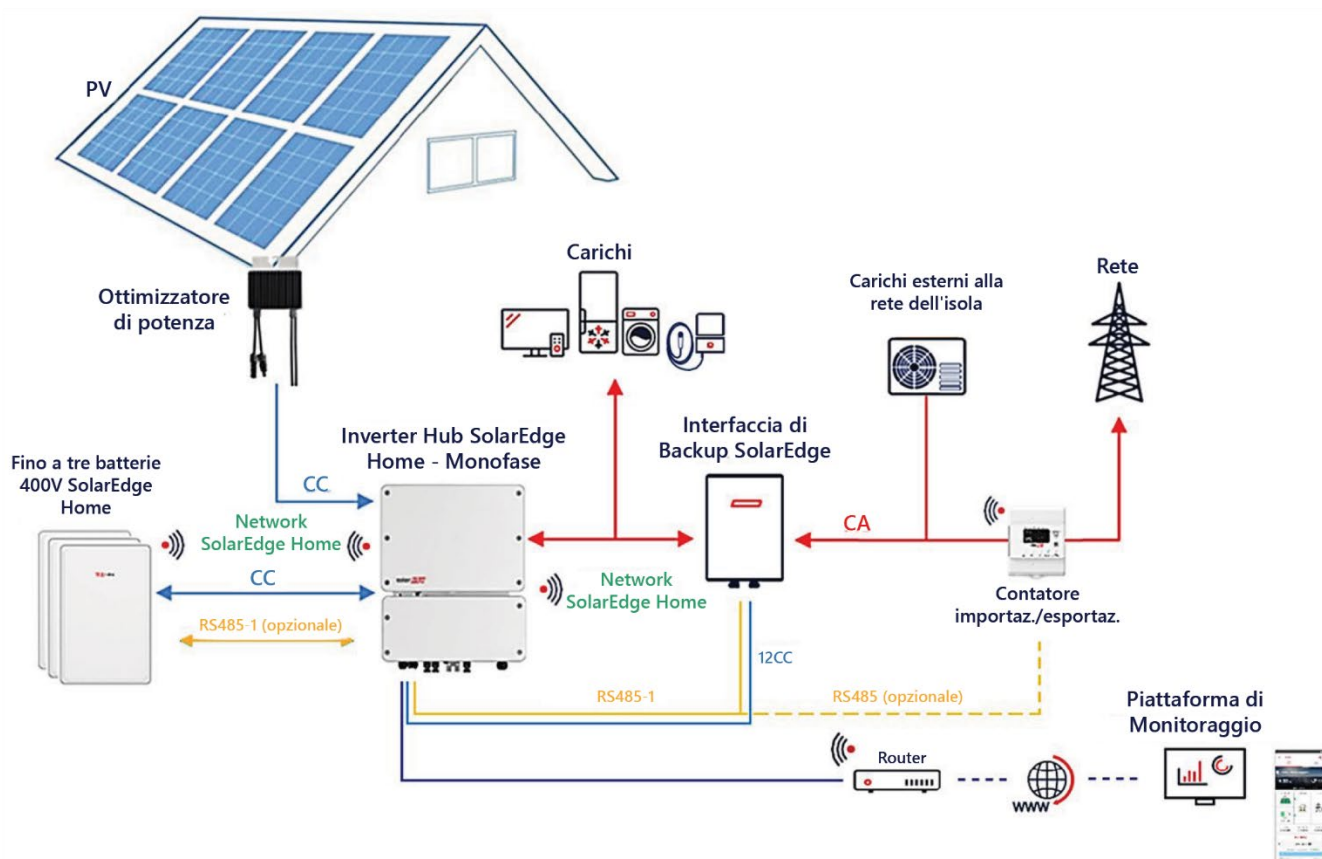 PV
Ottimizzatore
di potenza
Carichi
Carichi esterni alla
rete dell'isola
Rete
Inverter Hub SolarEdge
Home - Monofase
Interfaccia di
Backup SolarEdge
Fino a tre batterie
400V SolarEdge
Home
CC
Network
SolarEdge Home
CC
RS485-1 (opzionale)
Network
SolarEdge Home
CA
Contatore
importaz./esportaz.
12CC
RS485-1
RS485 (opzionale)
Piattaforma di
Monitoraggio
Router
www